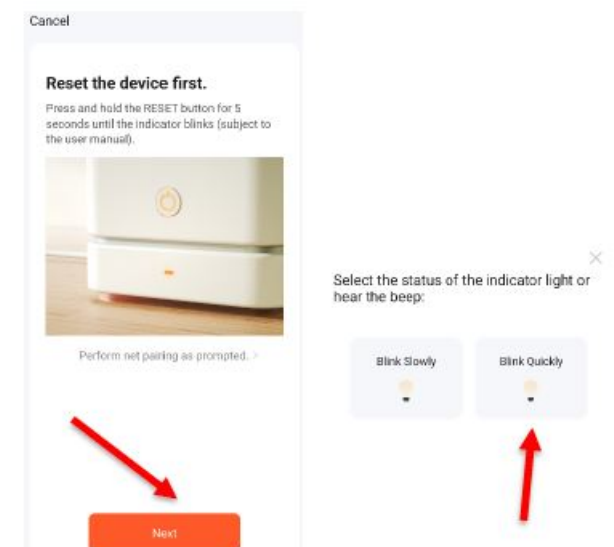 Cancel
Reset the device first.
Press and hold the RESET button for 5
seconds until the indicator blinks (subject to
the user manual).
Perform net pairing as prompted. >
Next
Select the status of the indicator light or
hear the beep:
Blink Slowly
Blink Quickly